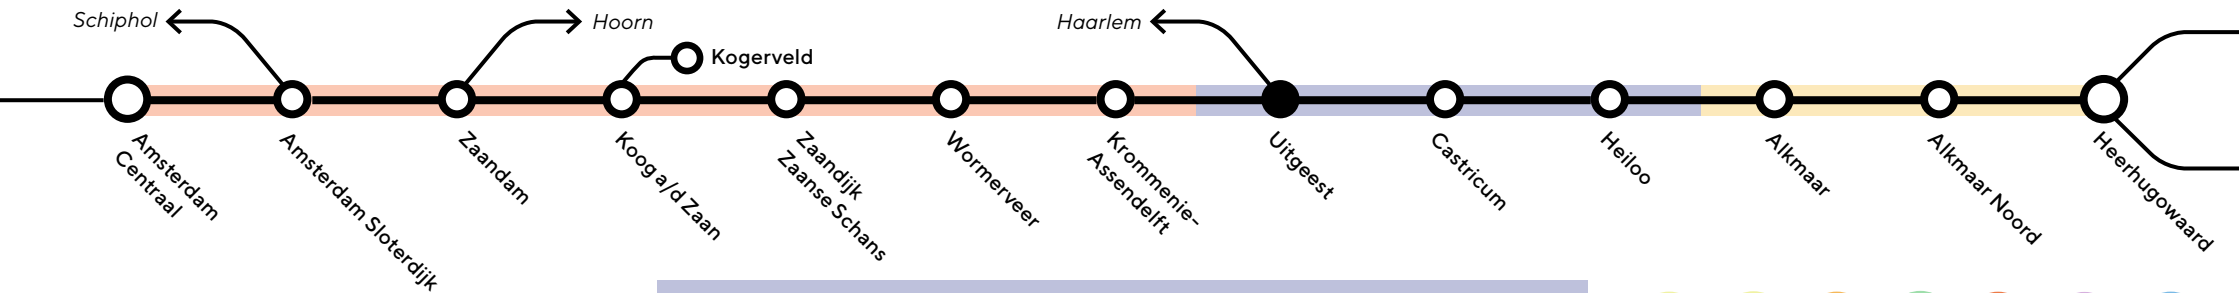 Schiphol
Hoorn
Haarlem
Kogerveld
Amsterdam
Centraal
Amsterdam Sloterdijk
Zaandam
Koog a/d Zaan
Zaandijk
Zaanse Schans
Wormerveer
Krommenie-
Assendelft
Uitgeest
Castricum
Heiloo
Alkmaar
Alkmaar Noord
Heerhugowaard